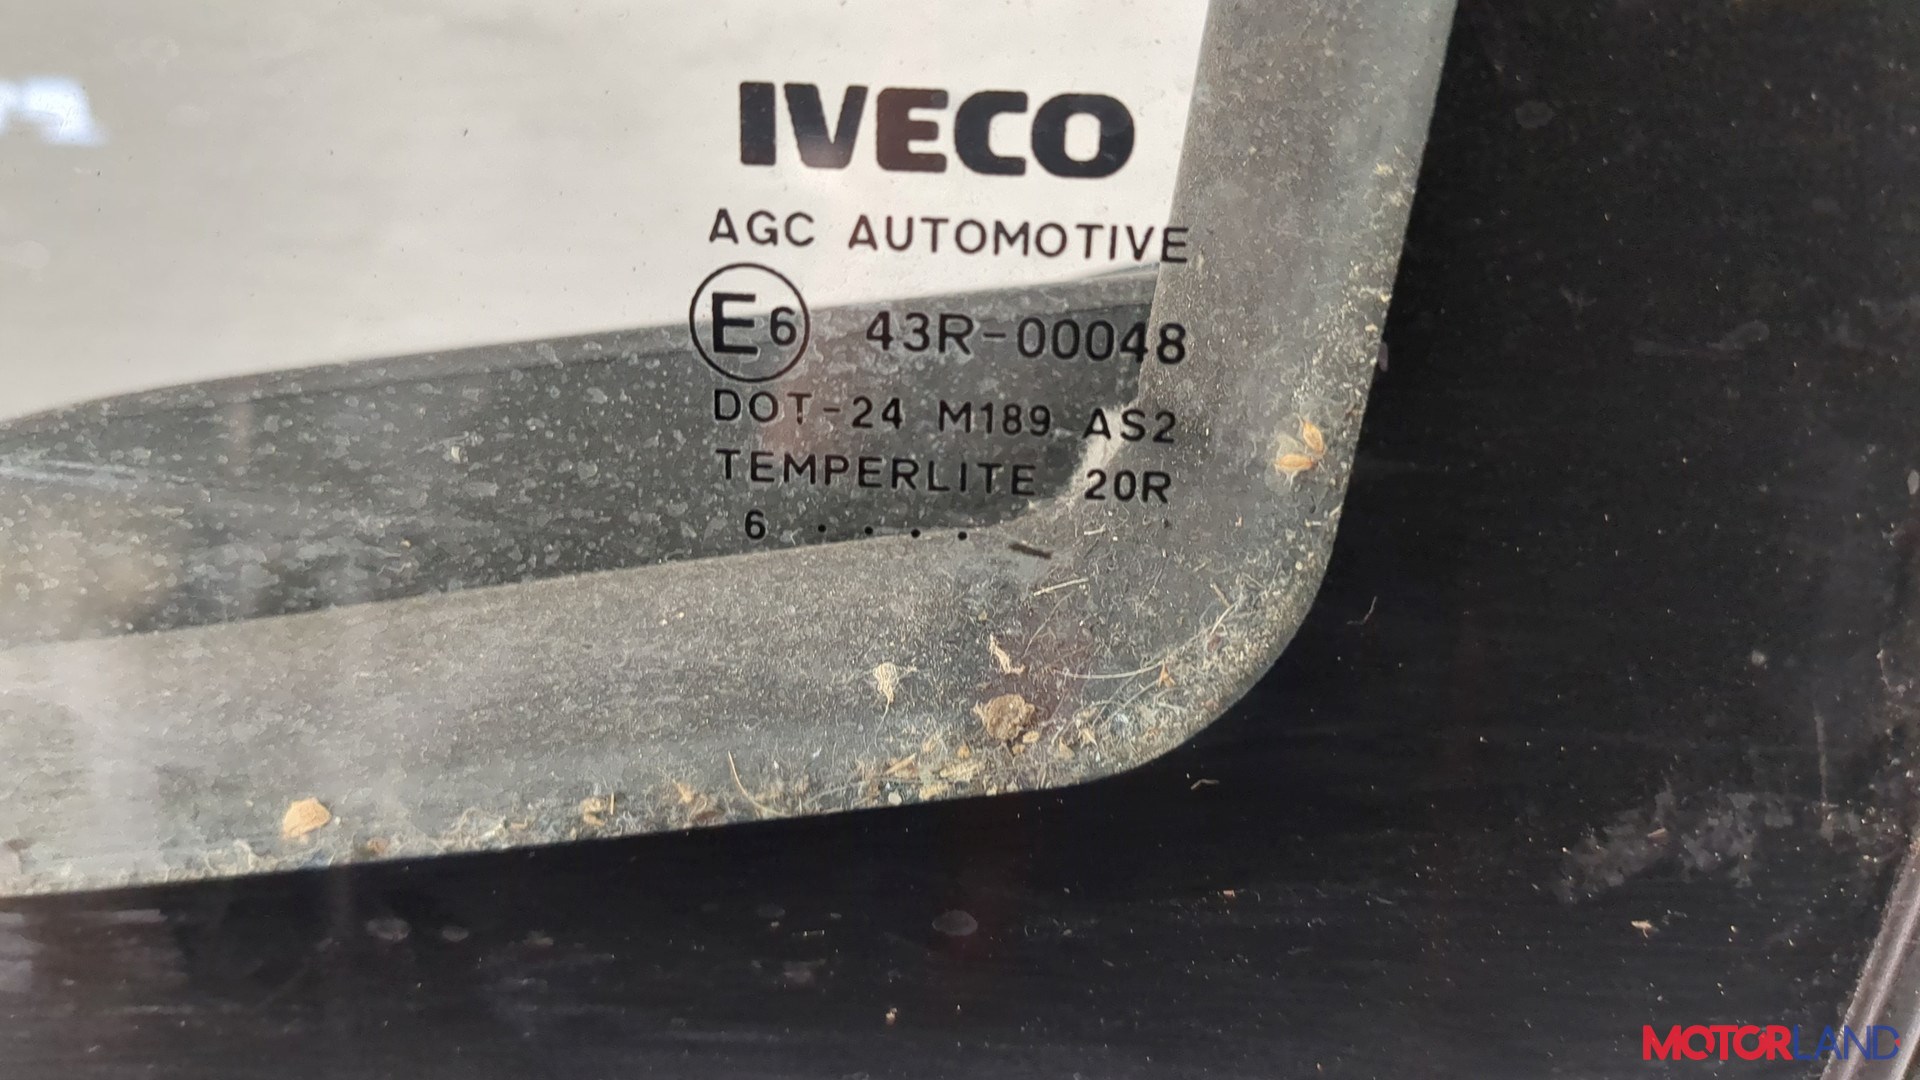 IVECO
AGC AUTOMOTIVE
E6 43R-00048
DOT-24 M189 AS2
TEMPERLITE 20R
6 · · · ·
MOTORLAND